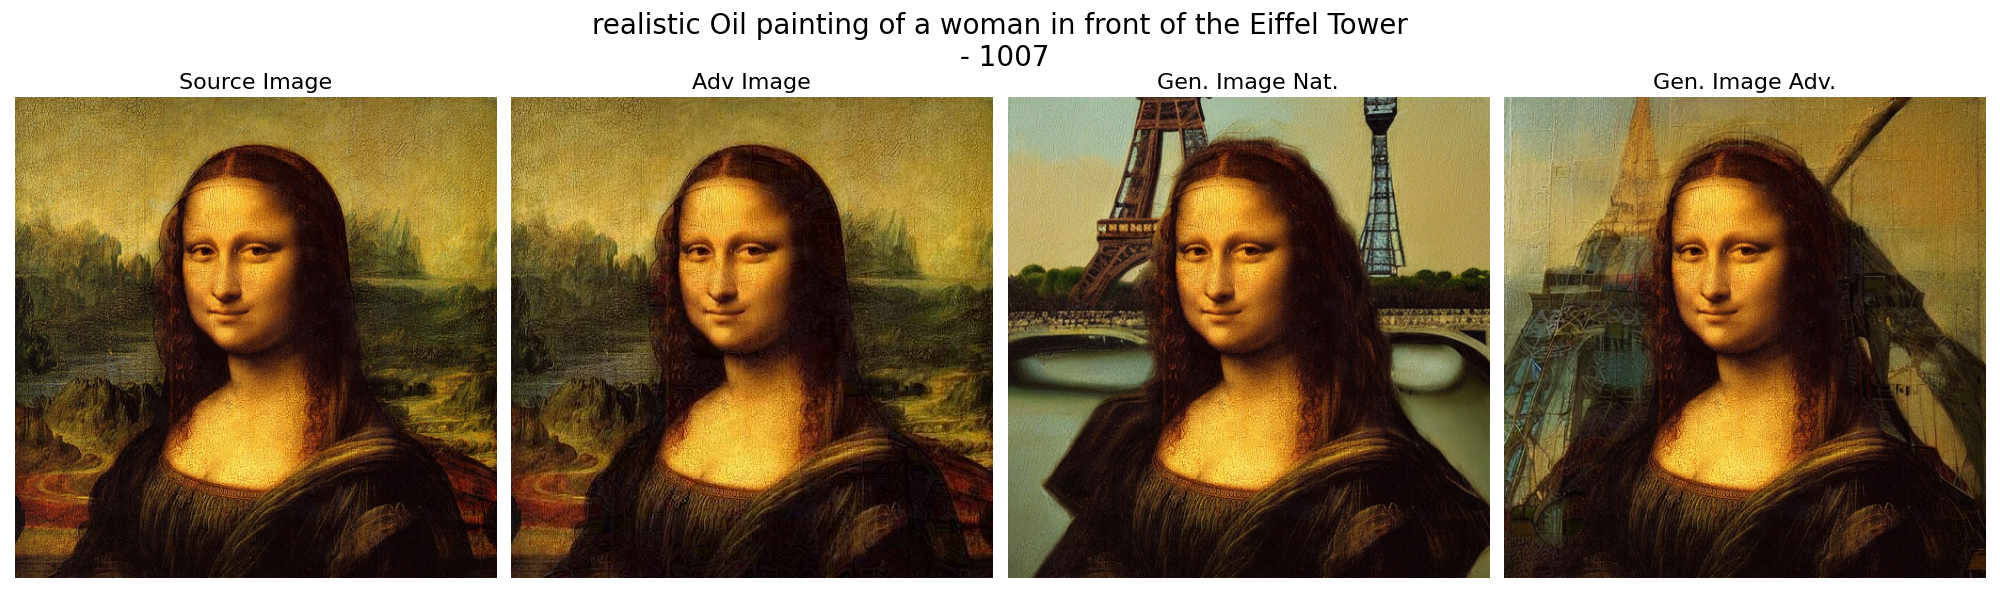 realistic Oil painting of a woman in front of the Eiffel Tower
- 1007
Source Image
Adv Image
Gen. Image Nat.
Gen. Image Adv.